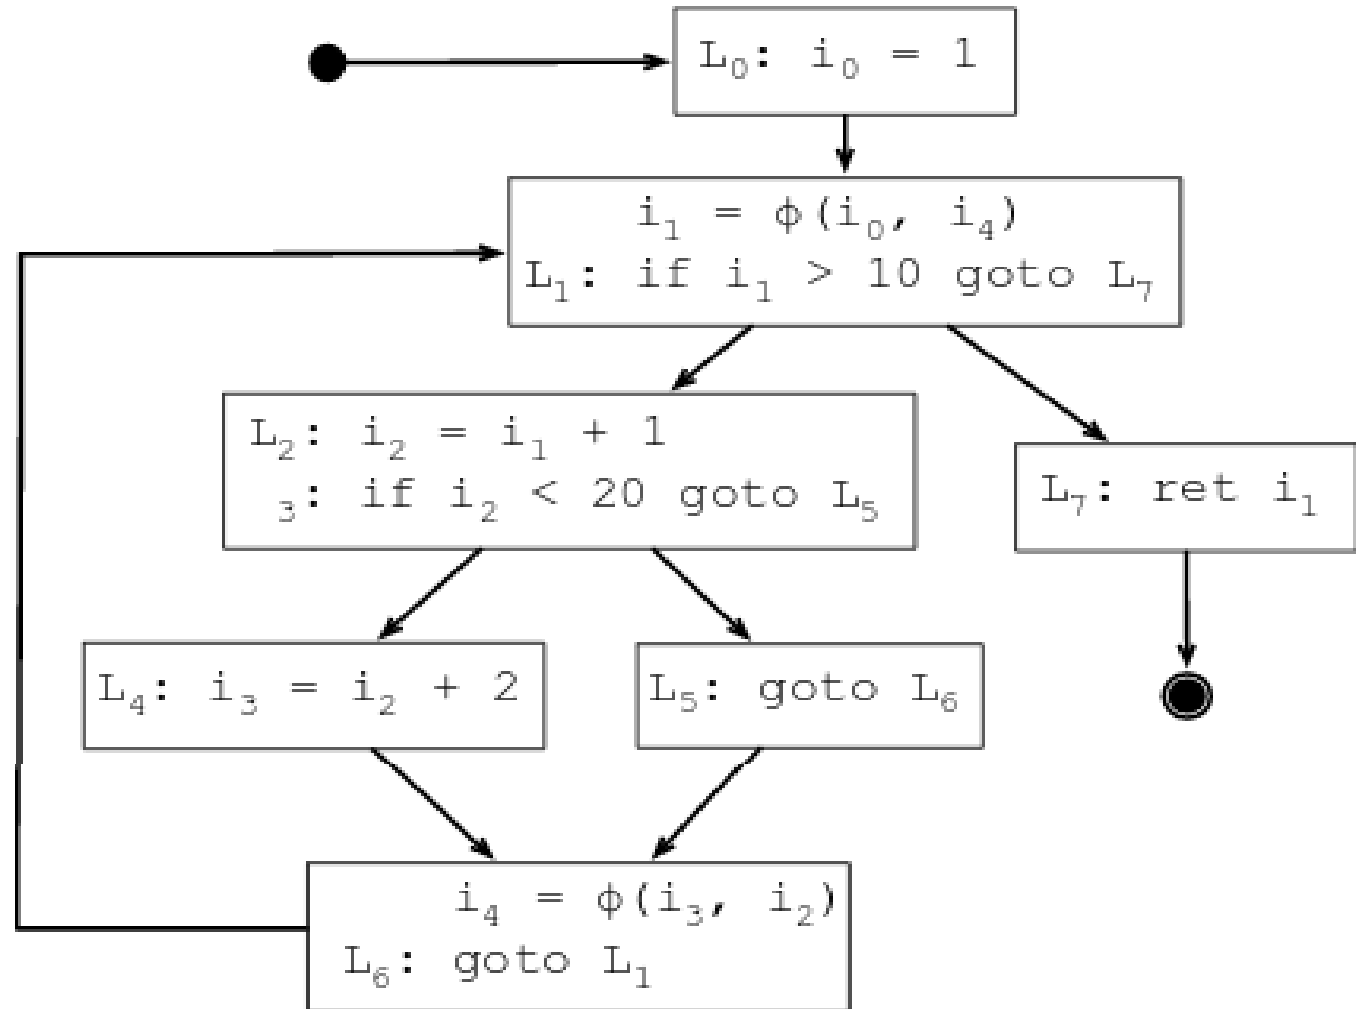 L₀: i₀ = 1
i₁ = ϕ(i₀, i₄)
L₁: if i₁ > 10 goto L₇
L₂: i₂ = i₁ + 1
₃: if i₂ < 20 goto L₅
L₇: ret i₁
L₄: i₃ = i₂ + 2
L₅: goto L₆
i₄ = ϕ(i₃, i₂)
L₆: goto L₁